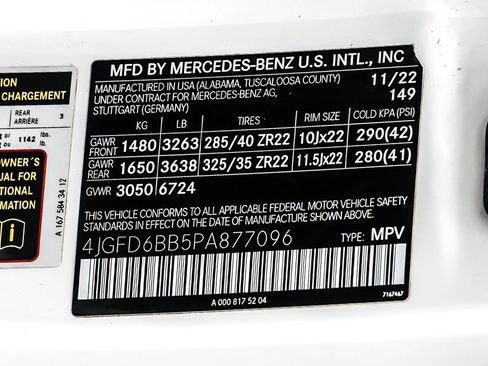 ION
CHARGEMENT
REAR
ARRIÈRE
3
1142 lbs.
OWNER´S
UAL FOR
TIONAL
RMATION
A 167 584 34 12
MFD BY MERCEDES-BENZ U.S. INTL., INC
MANUFACTURED IN USA (ALABAMA, TUSCALOOSA COUNTY) 11/22
UNDER CONTRACT FOR MERCEDES-BENZ AG, 149
STUTTGART (GERMANY)
KG LB TIRES RIM SIZE COLD KPA (PSI)
GAWR FRONT 1480 3263 285/40 ZR22 10Jx22 290(42)
GAWR REAR 1650 3638 325/35 ZR22 11.5Jx22 280(41)
GVWR 3050 6724
THIS VEHICLE CONFORMS TO ALL APPLICABLE FEDERAL MOTOR VEHICLE SAFETY
STANDARDS IN EFFECT ON THE DATE OF MANUFACTURE SHOWN ABOVE.
4JGFD6BB5PA877096 TYPE: MPV
A 000 817 52 04
7167467